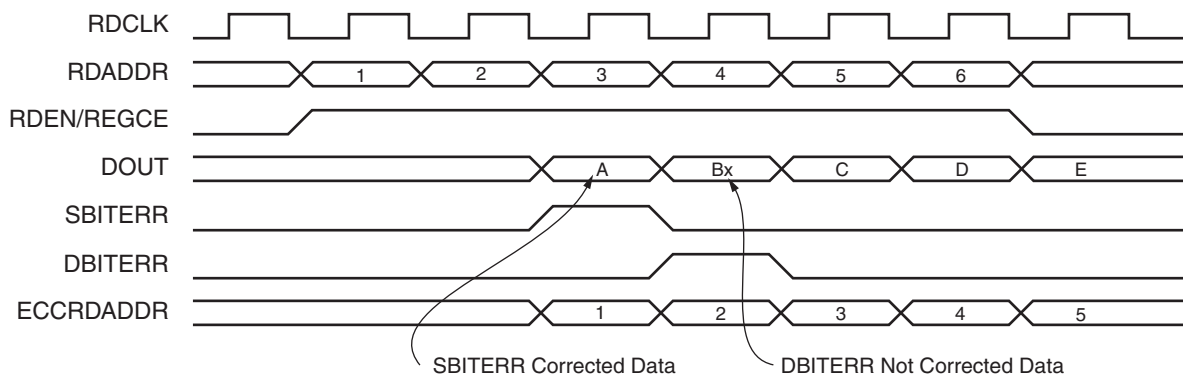 RDCLK
RDADDR 1 2 3 4 5 6
RDEN/REGCE
DOUT A Bx C D E
SBITERR
DBITERR
ECCRDADDR 1 2 3 4 5
SBITERR Corrected Data DBITERR Not Corrected Data